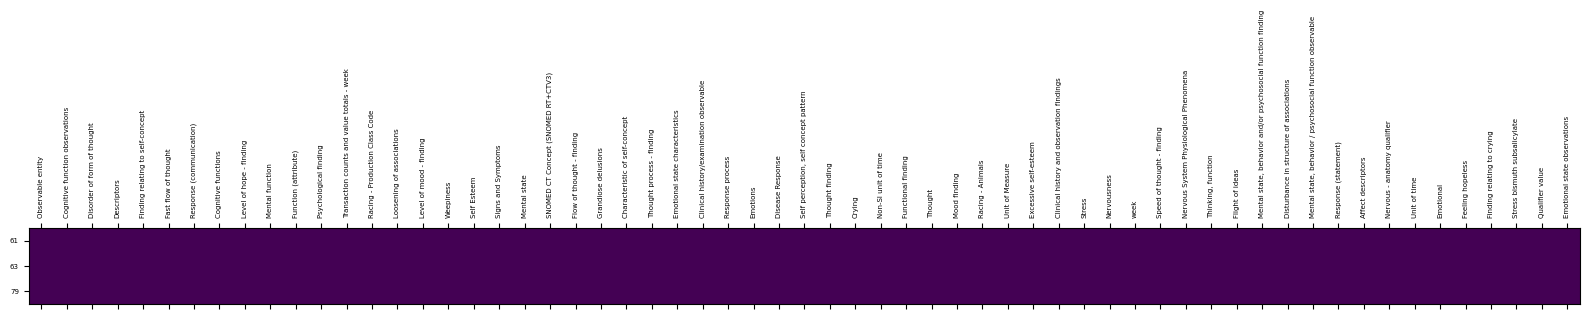 Observable entity
Cognitive function observations
Disorder of form of thought
Descriptors
Finding relating to self-concept
Fast flow of thought
Response (communication)
Cognitive functions
Level of hope - finding
Mental function
Function (attribute)
Psychological finding
Transaction counts and value totals - week
Racing - Production Class Code
Loosening of associations
Level of mood - finding
Weepiness
Self Esteem
Signs and Symptoms
Mental state
SNOMED CT Concept (SNOMED RT+CTV3)
Flow of thought - finding
Grandiose delusions
Characteristic of self-concept
Thought process - finding
Emotional state characteristics
Clinical history/examination observable
Response process
Emotions
Disease Response
Self perception, self concept pattern
Thought finding
Crying
Non-SI unit of time
Functional finding
Thought
Mood finding
Racing - Animals
Unit of Measure
Excessive self-esteem
Clinical history and observation findings
Stress
Nervousness
week
Speed of thought - finding
Nervous System Physiological Phenomena
Thinking, function
Flight of ideas
Mental state, behavior and/or psychosocial function finding
Disturbance in structure of associations
Mental state, behavior / psychosocial function observable
Response (statement)
Affect descriptors
Nervous - anatomy qualifier
Unit of time
Emotional
Feeling hopeless
Finding relating to crying
Stress bismuth subsalicylate
Qualifier value
Emotional state observations
61
63
79